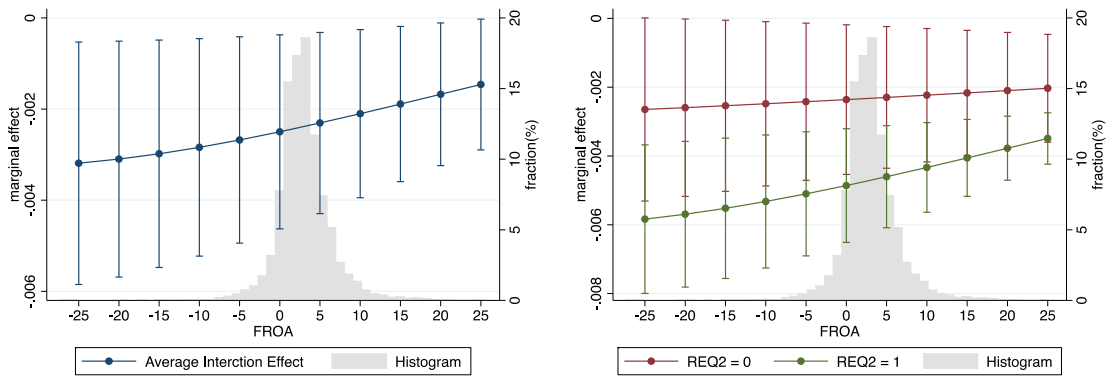 0
-.002
-.004
-.006
marginal effect
20
15
10
5
0
fraction(%)
-25 -20 -15 -10 -5 0 5 10 15 20 25
FROA
Average Interction Effect Histogram
0
-.002
-.004
-.006
-.008
marginal effect
20
15
10
5
0
fraction(%)
-25 -20 -15 -10 -5 0 5 10 15 20 25
FROA
REQ2 = 0 REQ2 = 1 Histogram